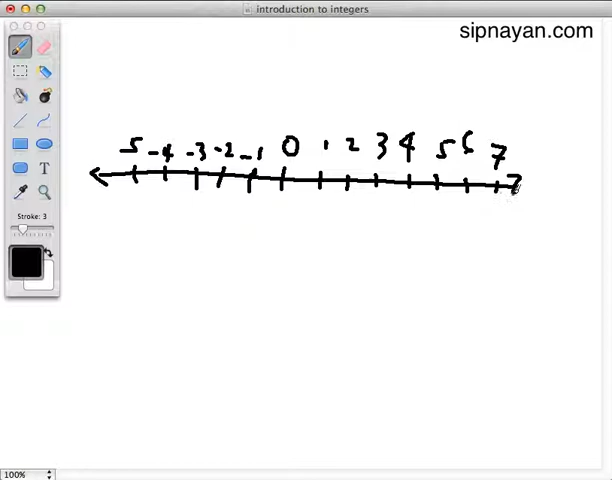 introduction to integers
sipnayan.com
-5 -4 -3 -2 -1 0 1 2 3 4 5 6 7
T
Stroke: 3
100%